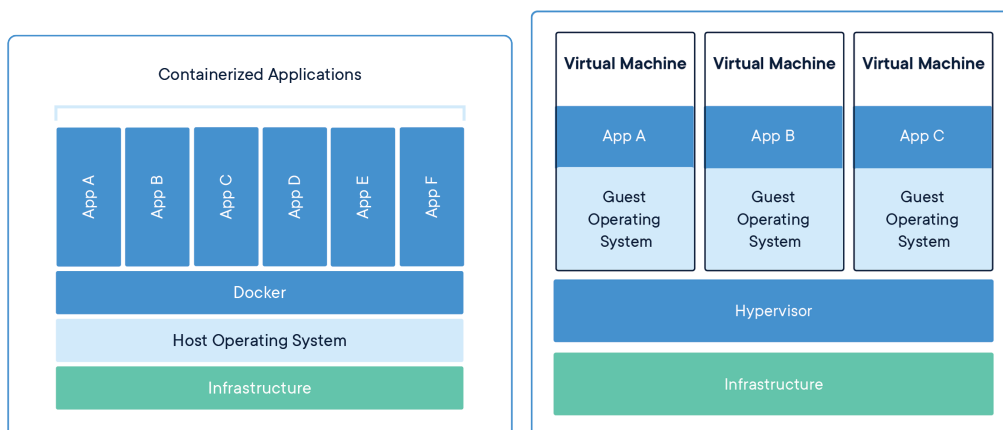 Containerized Applications
App A
App B
App C
App D
App E
App F
Docker
Host Operating System
Infrastructure
Virtual Machine
App A
Guest
Operating
System
Virtual Machine
App B
Guest
Operating
System
Virtual Machine
App C
Guest
Operating
System
Hypervisor
Infrastructure